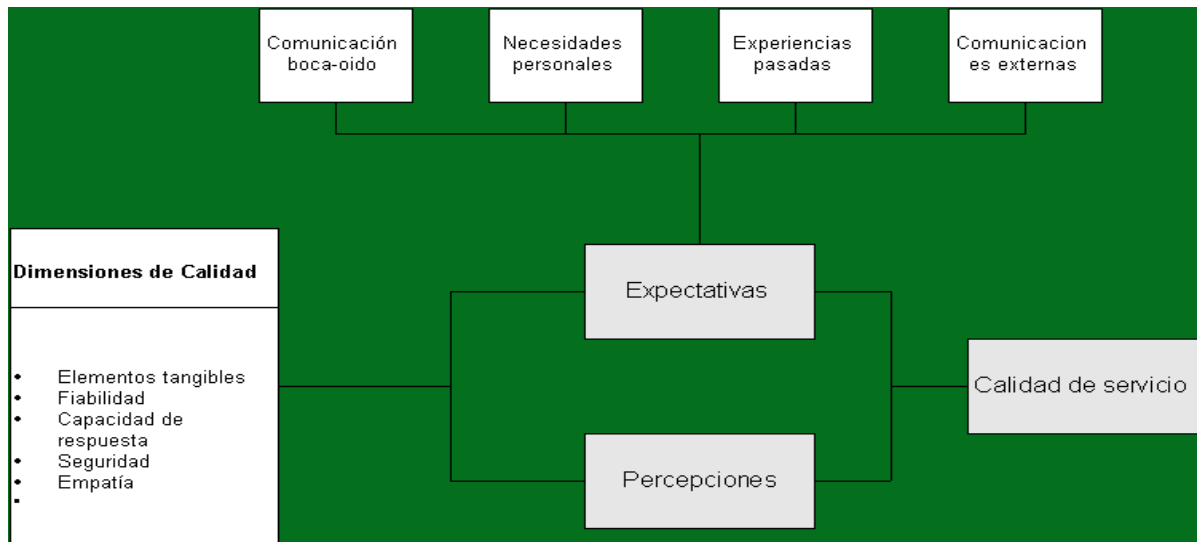 Comunicación
boca-oido
Necesidades
personales
Experiencias
pasadas
Comunicacion
es externas
Dimensiones de Calidad
• Elementos tangibles
• Fiabilidad
• Capacidad de
respuesta
• Seguridad
• Empatía
•
Expectativas
Percepciones
Calidad de servicio